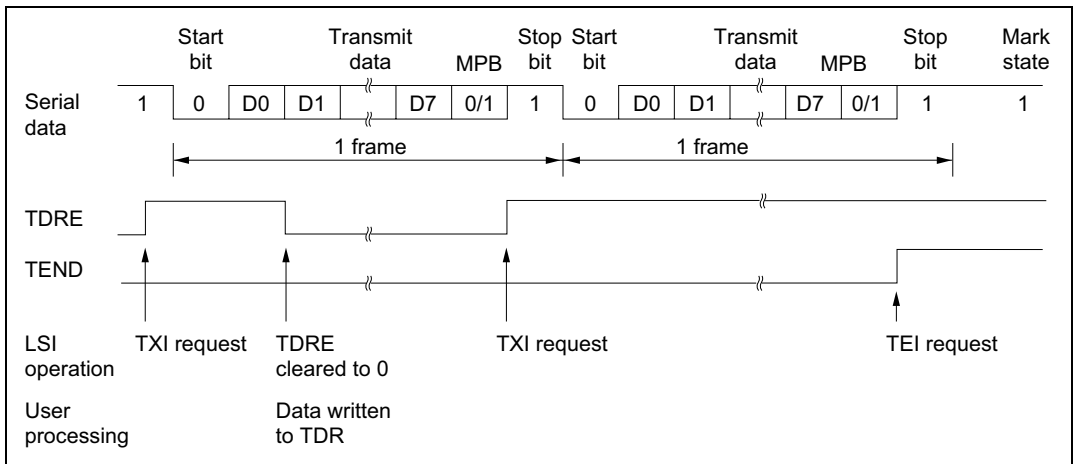 Start bit Transmit data MPB Stop bit Start bit Transmit data MPB Stop bit Mark state
Serial data 1 0 D0 D1 D7 0/1 1 0 D0 D1 D7 0/1 1 1
1 frame 1 frame
TDRE
TEND
LSI operation TXI request TDRE cleared to 0 TXI request TEI request
User processing Data written to TDR